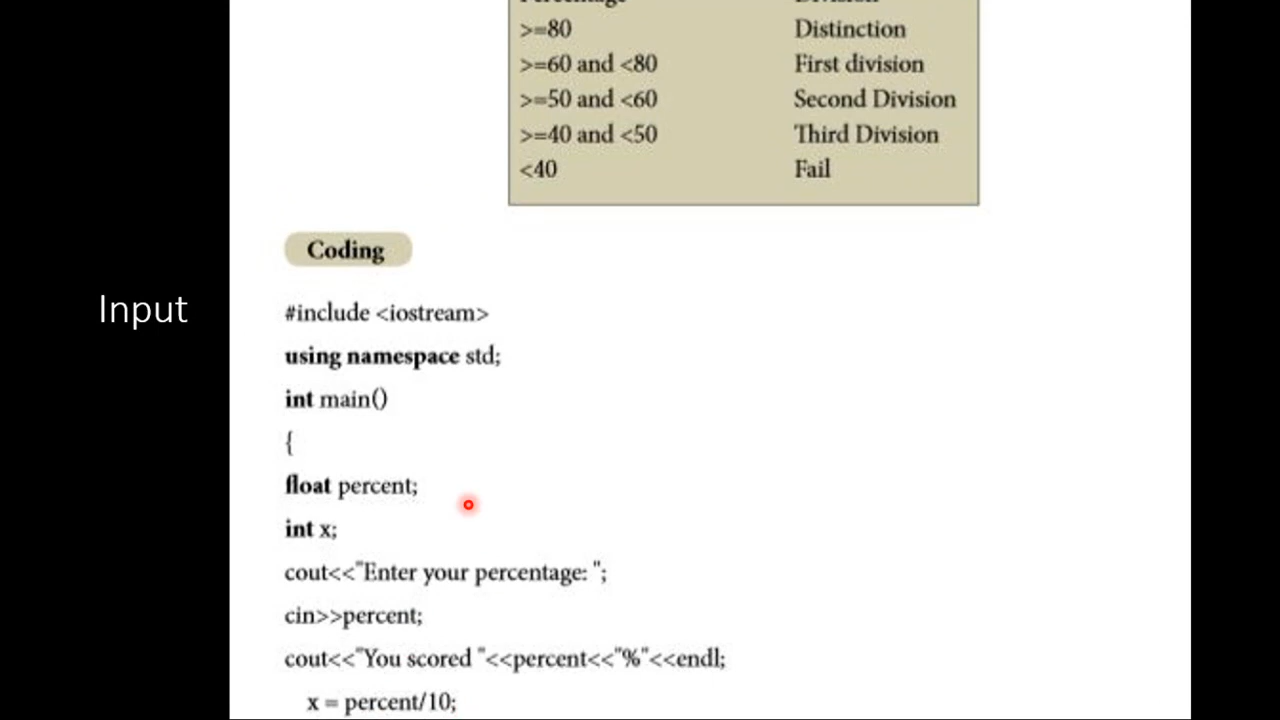 >=80 Distinction
>=60 and <80 First division
>=50 and <60 Second Division
>=40 and <50 Third Division
<40 Fail
Coding
Input
#include <iostream>
using namespace std;
int main()
{
float percent;
int x;
cout<<"Enter your percentage: ";
cin>>percent;
cout<<"You scored "<<percent<<"%"<<endl;
x = percent/10;